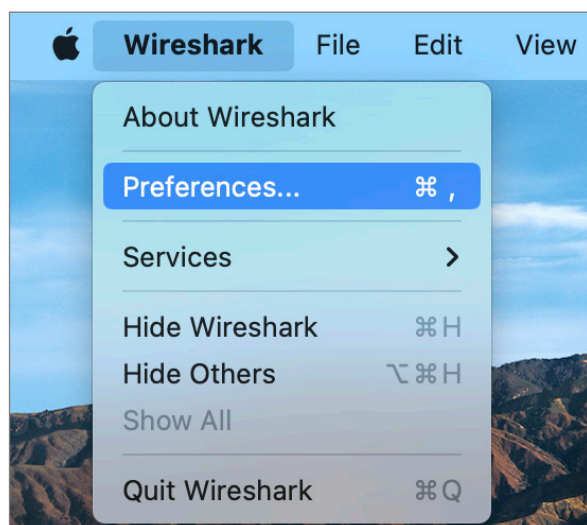 Wireshark File Edit View
About Wireshark
Preferences... ⌘ ,
Services
Hide Wireshark ⌘H
Hide Others ⌥⌘H
Show All
Quit Wireshark ⌘Q